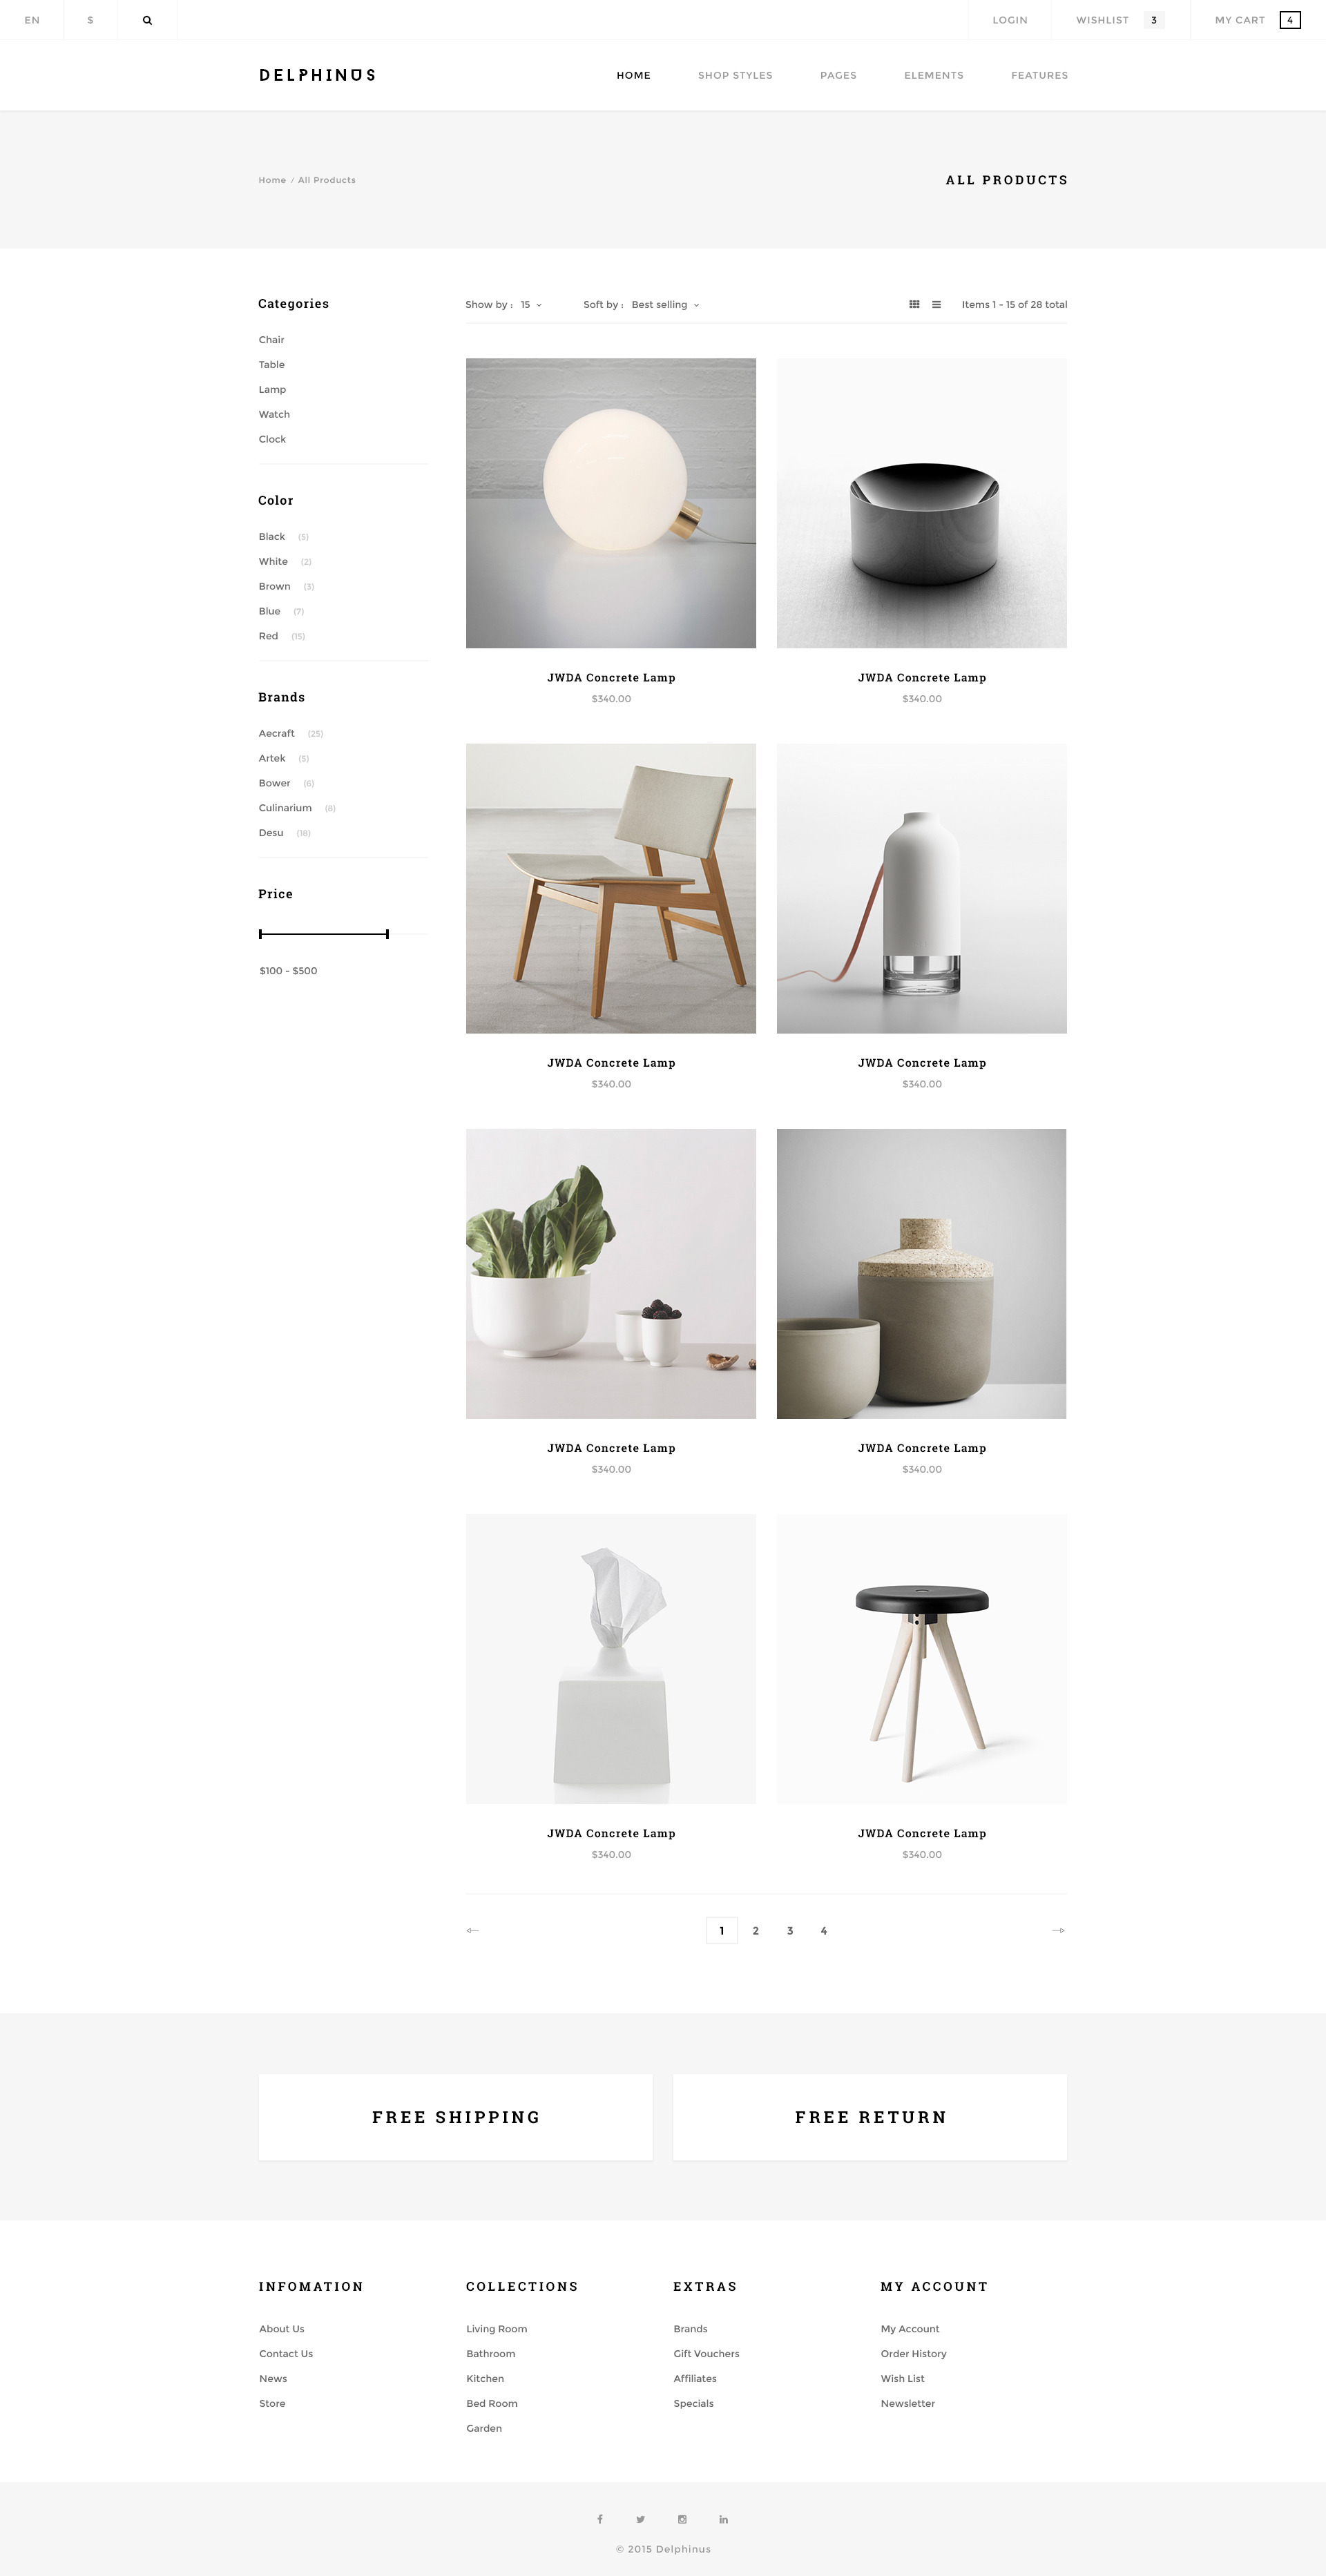 EN $ LOGIN WISHLIST 3 MY CART 4
DELPHINUS HOME SHOP STYLES PAGES ELEMENTS FEATURES
Home / All Products ALL PRODUCTS
Categories
Chair
Table
Lamp
Watch
Clock
Color
Black (5)
White (2)
Brown (3)
Blue (7)
Red (15)
Brands
Aecraft (25)
Artek (5)
Bower (6)
Culinarium (8)
Desu (18)
Price
$100 - $500
Show by : 15 Soft by : Best selling Items 1 - 15 of 28 total
JWDA Concrete Lamp
$340.00
JWDA Concrete Lamp
$340.00
JWDA Concrete Lamp
$340.00
JWDA Concrete Lamp
$340.00
JWDA Concrete Lamp
$340.00
JWDA Concrete Lamp
$340.00
JWDA Concrete Lamp
$340.00
JWDA Concrete Lamp
$340.00
1 2 3 4
FREE SHIPPING
FREE RETURN
INFOMATION
About Us
Contact Us
News
Store
COLLECTIONS
Living Room
Bathroom
Kitchen
Bed Room
Garden
EXTRAS
Brands
Gift Vouchers
Affiliates
Specials
MY ACCOUNT
My Account
Order History
Wish List
Newsletter
© 2015 Delphinus